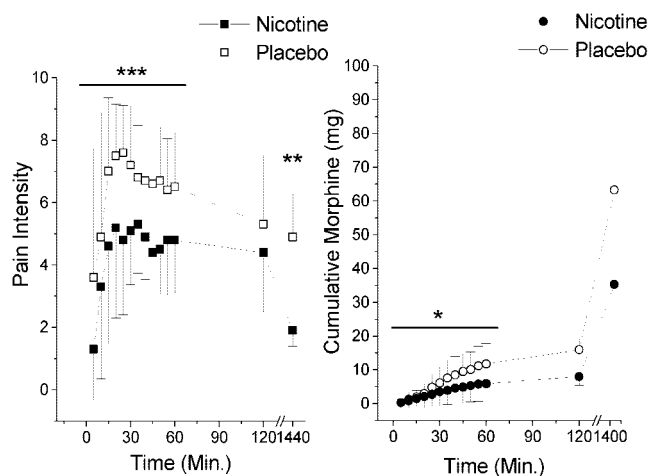 Nicotine
Placebo
***
**
10
8
6
4
2
0
Pain Intensity
0 30 60 90 120 1440
Time (Min.)
Nicotine
Placebo
*
100
90
80
70
60
50
40
30
20
10
0
Cumulative Morphine (mg)
0 30 60 90 120 1400
Time (Min.)